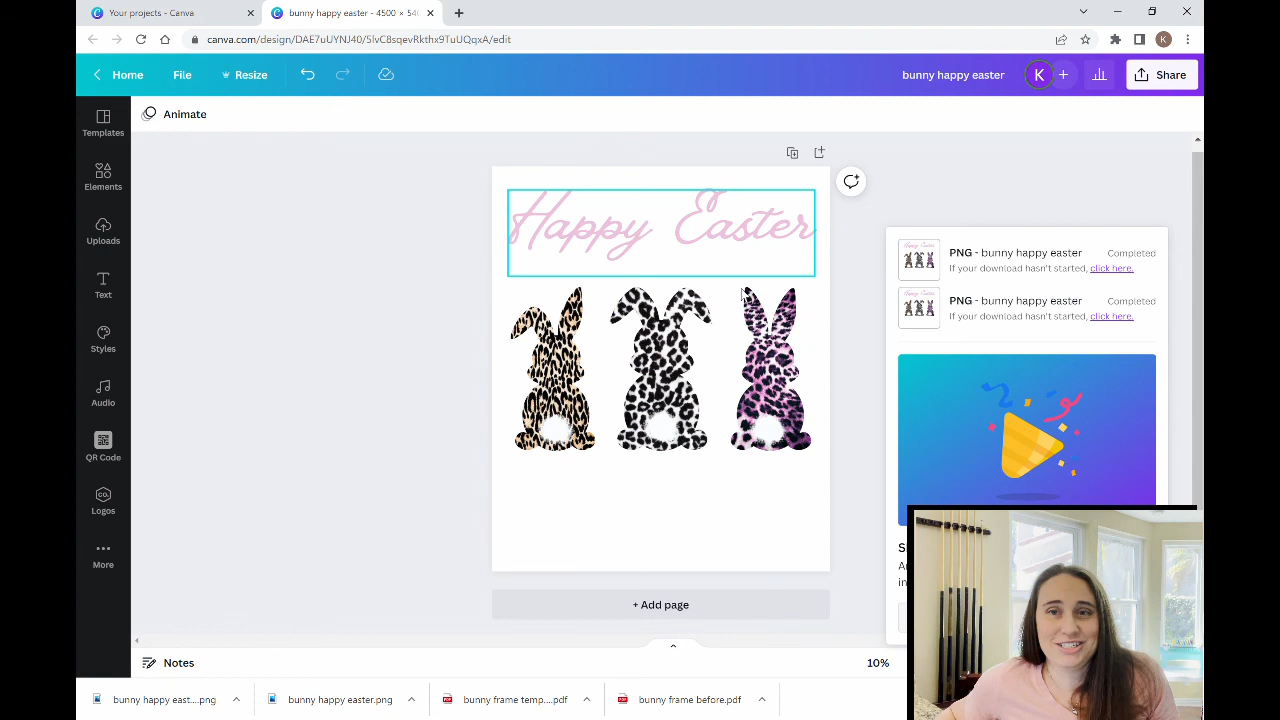 Your projects - Canva
bunny happy easter - 4500 × 540
canva.com/design/DAE7uUYNJ40/5lvC8sqevRkthx9TuUQqxA/edit
K
Home
File
Resize
bunny happy easter
K
Share
Templates
Elements
Uploads
Text
Styles
Audio
QR Code
CO.
Logos
More
Animate
Happy Easter
PNG - bunny happy easter
Completed
If your download hasn't started, click here.
PNG - bunny happy easter
Completed
If your download hasn't started, click here.
+ Add page
Notes
10%
bunny happy east....png
bunny happy easter.png
bunny frame temp....pdf
bunny frame before.pdf